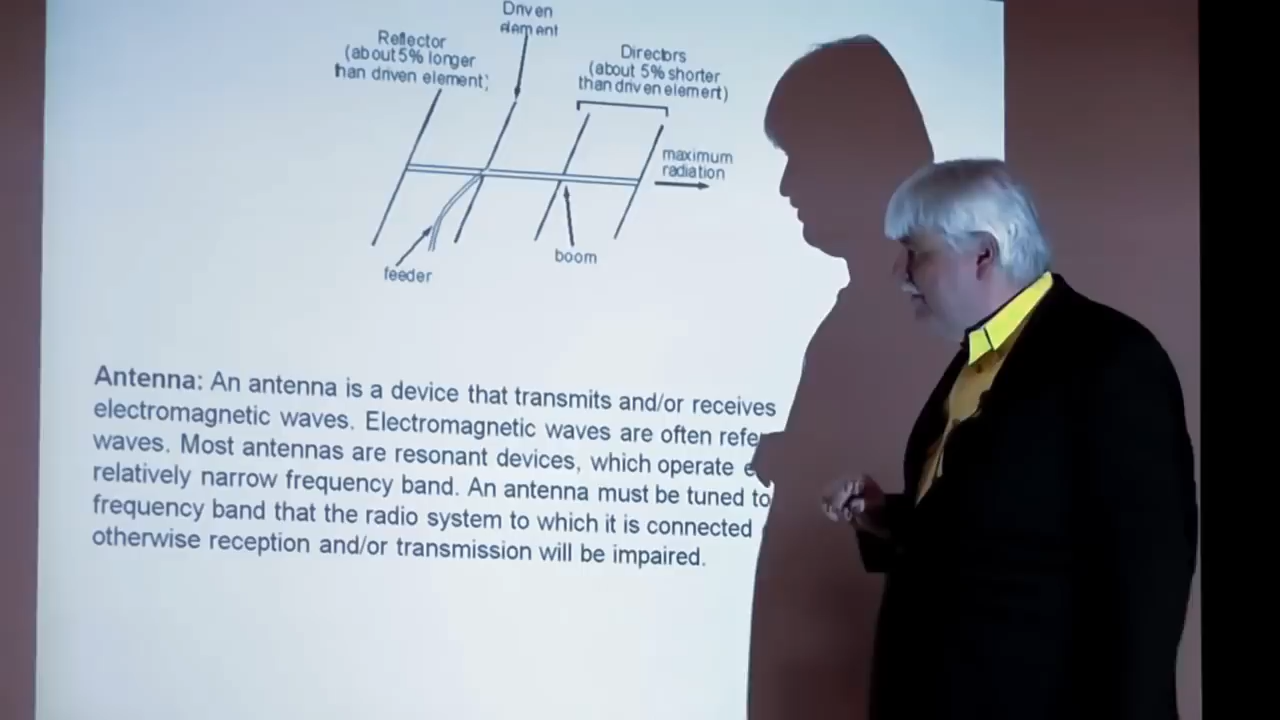 Driven
element
Reflector
(about 5% longer
than driven element)
Directors
(about 5% shorter
than driven element)
maximum
radiation
boom
feeder
Antenna: An antenna is a device that transmits and/or receives
electromagnetic waves. Electromagnetic waves are often refe
waves. Most antennas are resonant devices, which operate e
relatively narrow frequency band. An antenna must be tuned to
frequency band that the radio system to which it is connected
otherwise reception and/or transmission will be impaired.